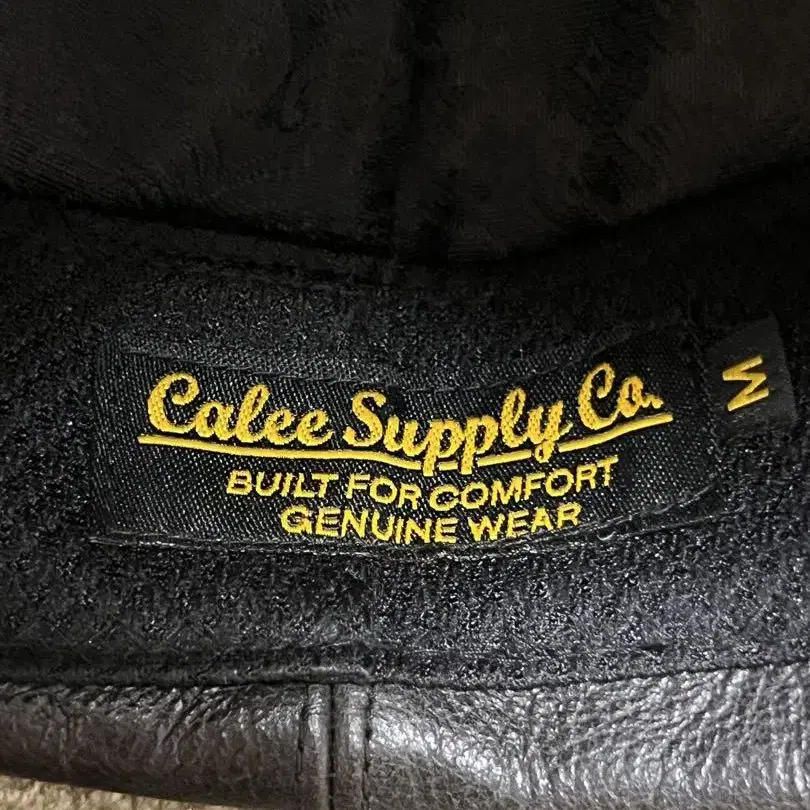 Calee Supply Co.
BUILT FOR COMFORT
GENUINE WEAR
M